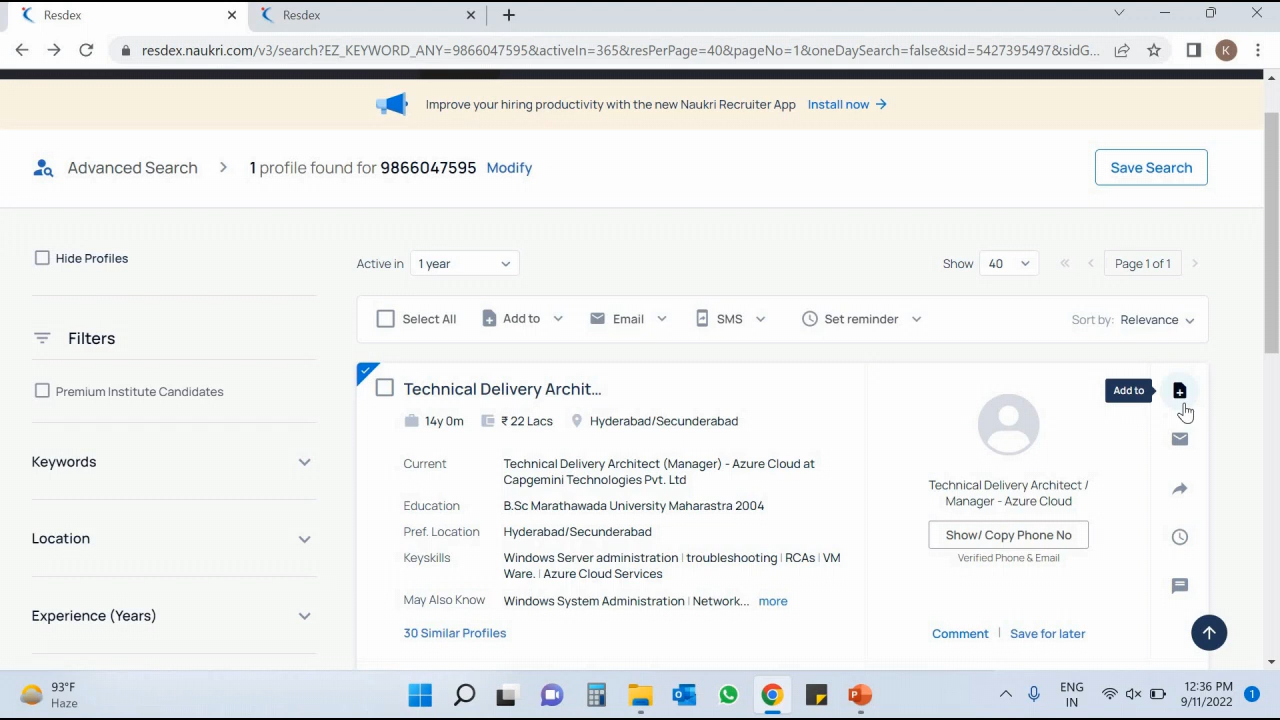 Resdex
Resdex
resdex.naukri.com/v3/search?EZ_KEYWORD_ANY=9866047595&activeIn=365&resPerPage=40&pageNo=1&oneDaySearch=false&sid=5427395497&sidG...
K
Improve your hiring productivity with the new Naukri Recruiter App Install now
Advanced Search 1 profile found for 9866047595 Modify
Save Search
Hide Profiles
Active in 1 year
Show 40 Page 1 of 1
Select All Add to Email SMS Set reminder
Sort by: Relevance
Filters
Premium Institute Candidates
Keywords
Location
Experience (Years)
Technical Delivery Archit...
14y 0m ₹ 22 Lacs Hyderabad/Secunderabad
Current Technical Delivery Architect (Manager) - Azure Cloud at
Capgemini Technologies Pvt. Ltd
Education B.Sc Marathawada University Maharastra 2004
Pref. Location Hyderabad/Secunderabad
Keyskills Windows Server administration | troubleshooting | RCAs | VM
Ware. | Azure Cloud Services
May Also Know Windows System Administration | Network... more
30 Similar Profiles
Add to
Technical Delivery Architect /
Manager - Azure Cloud
Show/ Copy Phone No
Verified Phone & Email
Comment | Save for later
93°F
Haze
ENG
IN
12:36 PM
9/11/2022
1